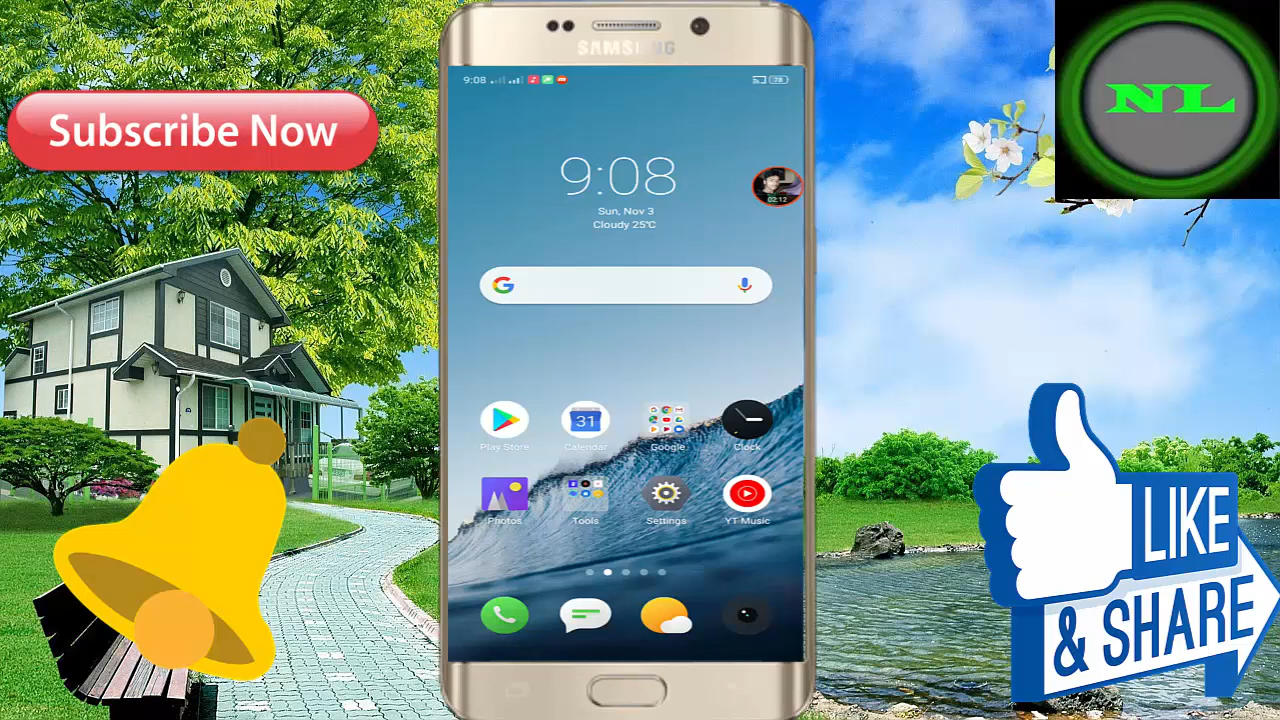 SAMSUNG
NL
9:08
78
Subscribe Now
9:08
Sun, Nov 3
Cloudy 25°C
02:12
31
Play Store
Calendar
Google
Clock
Photos
Tools
Settings
YT Music
LIKE
& SHARE